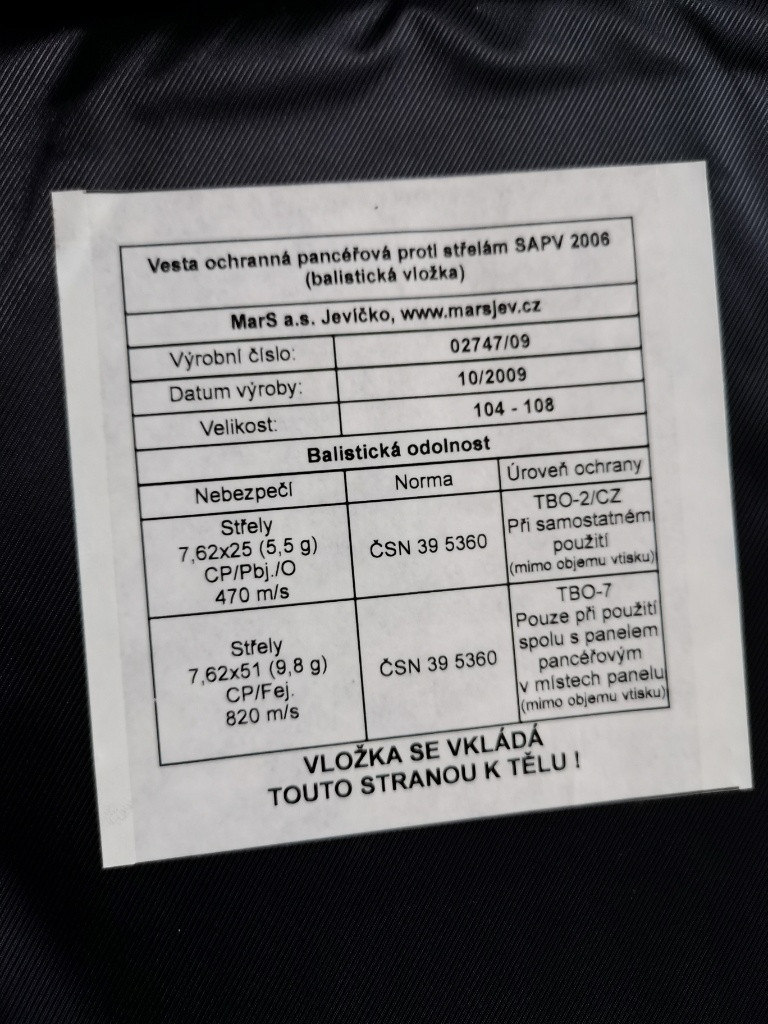 Vesta ochranná pancéřová proti střelám SAPV 2006
(balistická vložka)
MarS a.s. Jevíčko, www.marsjev.cz
Výrobní číslo: 02747/09
Datum výroby: 10/2009
Velikost: 104 - 108
Balistická odolnost
Nebezpečí Norma Úroveň ochrany
Střely
7,62x25 (5,5 g)
CP/Pbj./O
470 m/s
ČSN 39 5360
TBO-2/CZ
Při samostatném
použití
(mimo objemu vtisku)
Střely
7,62x51 (9,8 g)
CP/Fej.
820 m/s
ČSN 39 5360
TBO-7
Pouze při použití
spolu s panelem
pancéřovým
v místech panelu
(mimo objemu vtisku)
VLOŽKA SE VKLÁDÁ
TOUTO STRANOU K TĚLU !